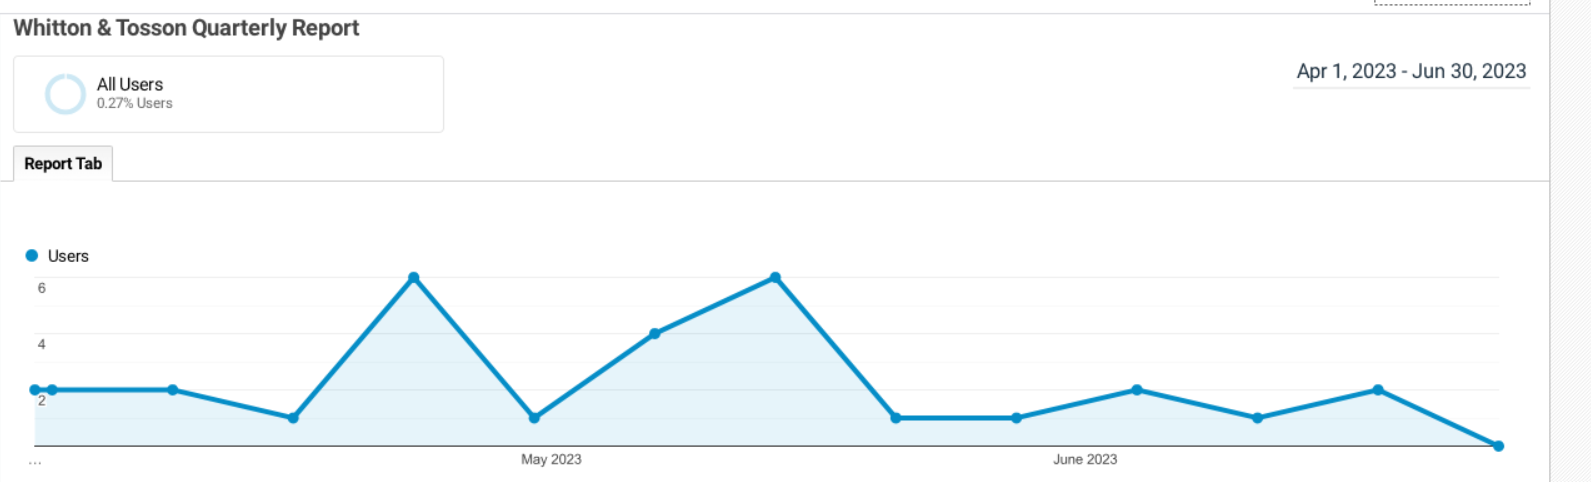 Whitton & Tosson Quarterly Report
All Users
0.27% Users
Apr 1, 2023 - Jun 30, 2023
Report Tab
Users
6
4
2
...
May 2023
June 2023